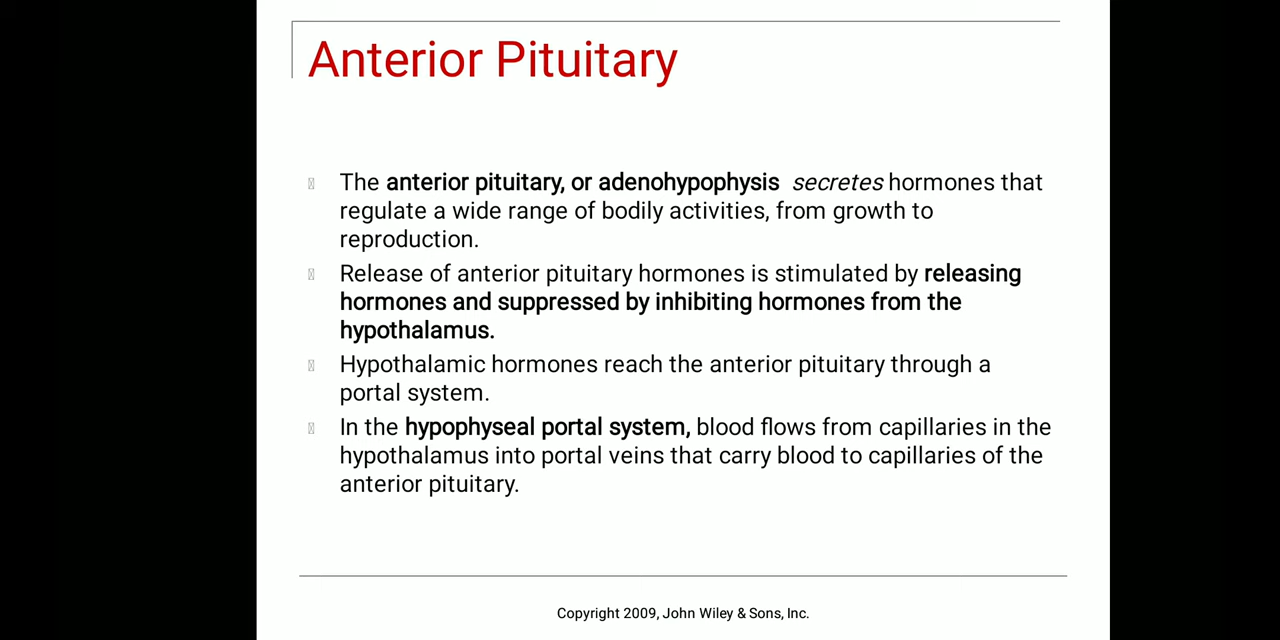 Anterior Pituitary
The anterior pituitary, or adenohypophysis secretes hormones that
regulate a wide range of bodily activities, from growth to
reproduction.
Release of anterior pituitary hormones is stimulated by releasing
hormones and suppressed by inhibiting hormones from the
hypothalamus.
Hypothalamic hormones reach the anterior pituitary through a
portal system.
In the hypophyseal portal system, blood flows from capillaries in the
hypothalamus into portal veins that carry blood to capillaries of the
anterior pituitary.
Copyright 2009, John Wiley & Sons, Inc.